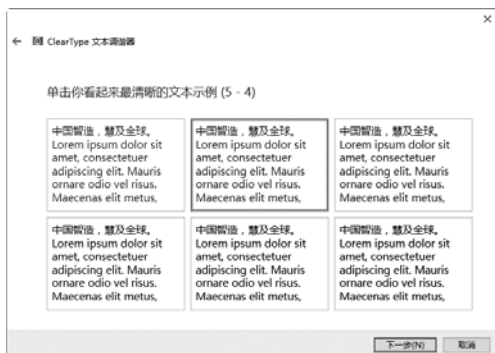 ClearType 文本调谐器
单击你看起来最清晰的文本示例 (5 - 4)
中国智造，慧及全球。
Lorem ipsum dolor sit
amet, consectetuer
adipiscing elit. Mauris
ornare odio vel risus.
Maecenas elit metus,
中国智造，慧及全球。
Lorem ipsum dolor sit
amet, consectetuer
adipiscing elit. Mauris
ornare odio vel risus.
Maecenas elit metus,
中国智造，慧及全球。
Lorem ipsum dolor sit
amet, consectetuer
adipiscing elit. Mauris
ornare odio vel risus.
Maecenas elit metus,
中国智造，慧及全球。
Lorem ipsum dolor sit
amet, consectetuer
adipiscing elit. Mauris
ornare odio vel risus.
Maecenas elit metus,
中国智造，慧及全球。
Lorem ipsum dolor sit
amet, consectetuer
adipiscing elit. Mauris
ornare odio vel risus.
Maecenas elit metus,
中国智造，慧及全球。
Lorem ipsum dolor sit
amet, consectetuer
adipiscing elit. Mauris
ornare odio vel risus.
Maecenas elit metus,
下一步(N)
取消